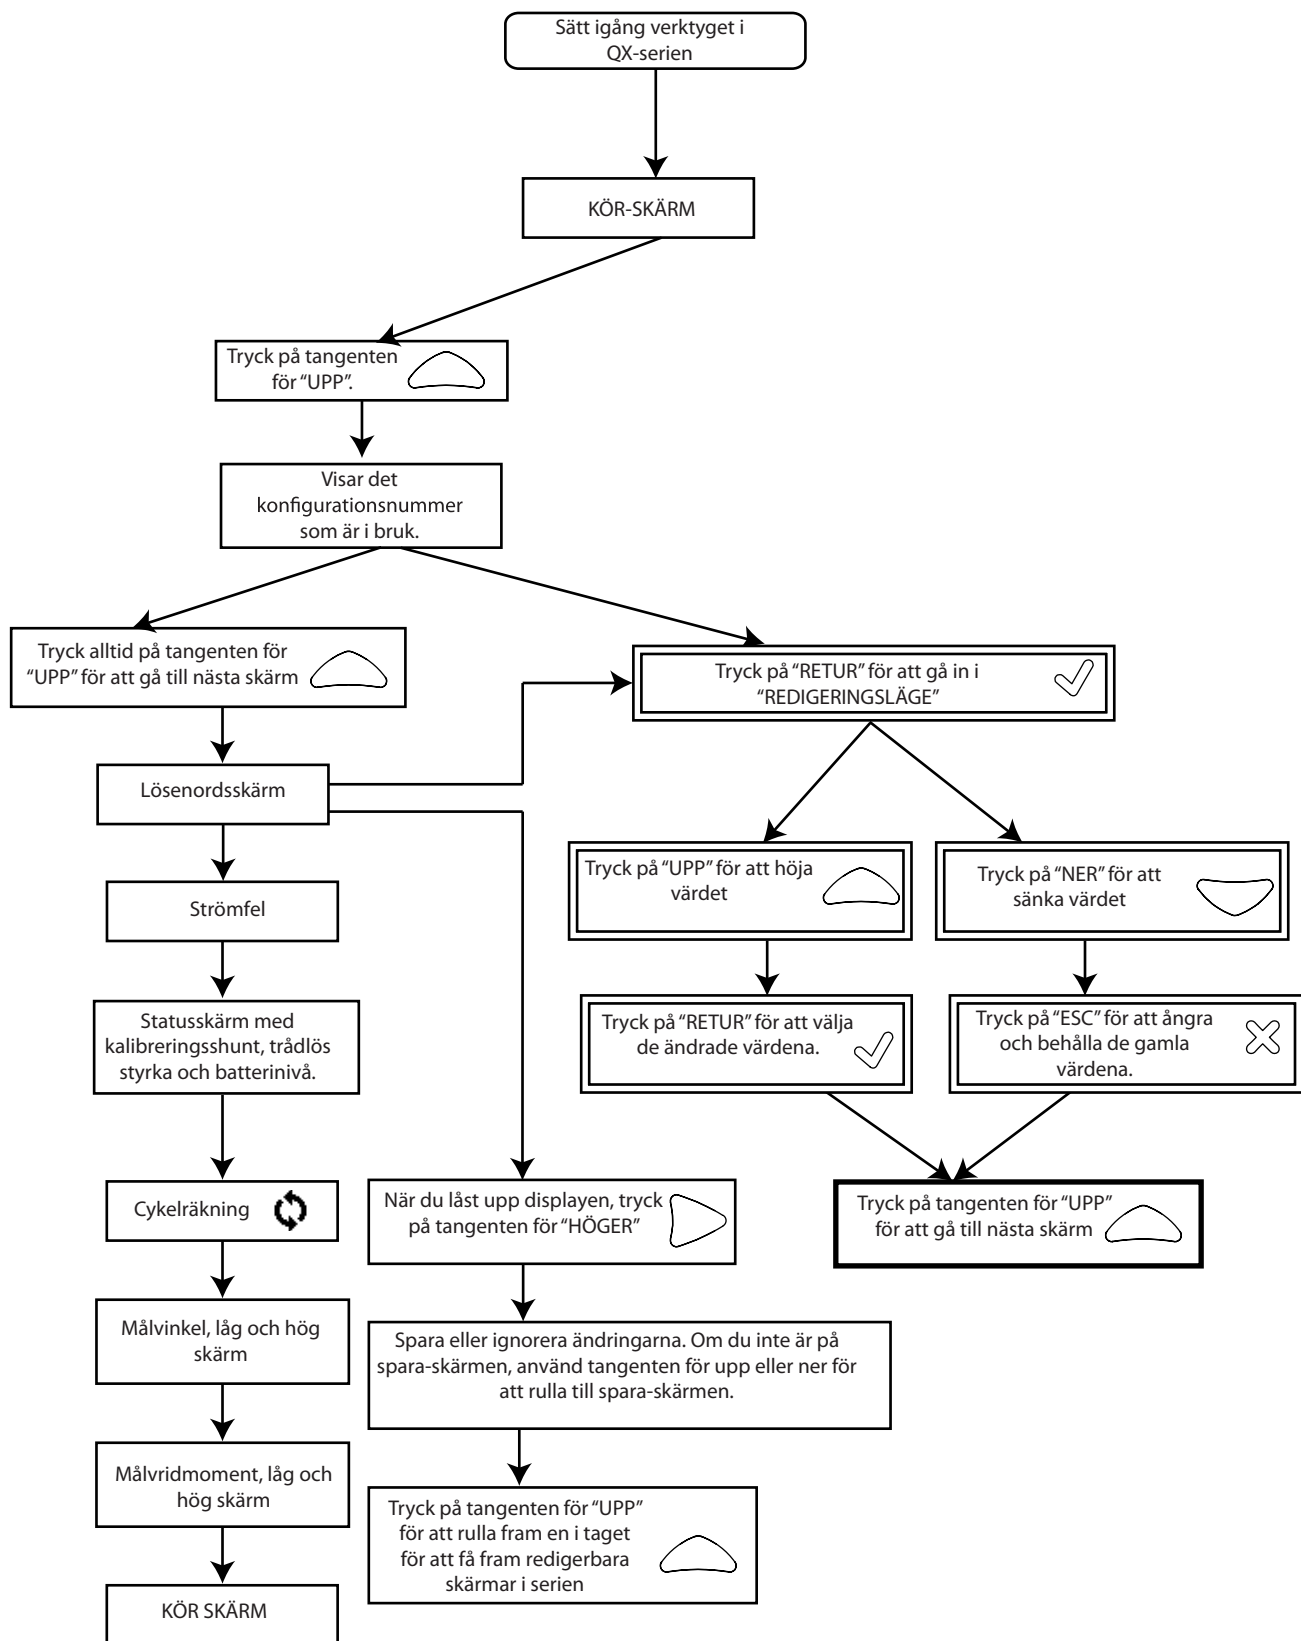 Sätt igång verktyget i
QX-serien
KÖR-SKÄRM
Tryck på tangenten
för “UPP”.
Visar det
konfigurationsnummer
som är i bruk.
Tryck alltid på tangenten för
“UPP” för att gå till nästa skärm
Tryck på “RETUR” för att gå in i
“REDIGERINGSLÄGE”
Lösenordsskärm
Tryck på “UPP” för att höja
värdet
Tryck på “NER” för att
sänka värdet
Strömfel
Statusskärm med
kalibreringsshunt, trådlös
styrka och batterinivå.
Tryck på “RETUR” för att välja
de ändrade värdena.
Tryck på “ESC” för att ångra
och behålla de gamla
värdena.
Cykelräkning
När du låst upp displayen, tryck
på tangenten för “HÖGER”
Tryck på tangenten för “UPP”
för att gå till nästa skärm
Målvinkel, låg och hög
skärm
Spara eller ignorera ändringarna. Om du inte är på
spara-skärmen, använd tangenten för upp eller ner för
att rulla till spara-skärmen.
Målvridmoment, låg och
hög skärm
Tryck på tangenten för “UPP”
för att rulla fram en i taget
för att få fram redigerbara
skärmar i serien
KÖR SKÄRM